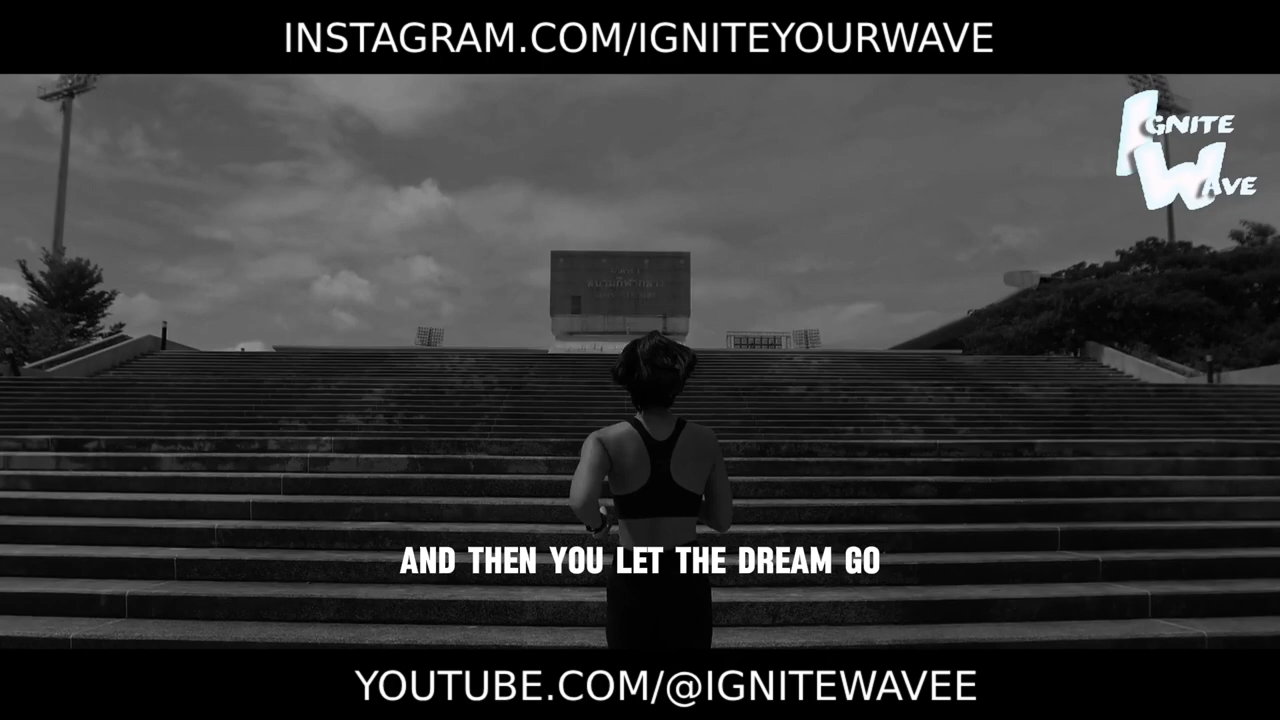 INSTAGRAM.COM/IGNITEYOURWAVE
IGNITE
WAVE
AND THEN YOU LET THE DREAM GO
YOUTUBE.COM/@IGNITEWAVEE